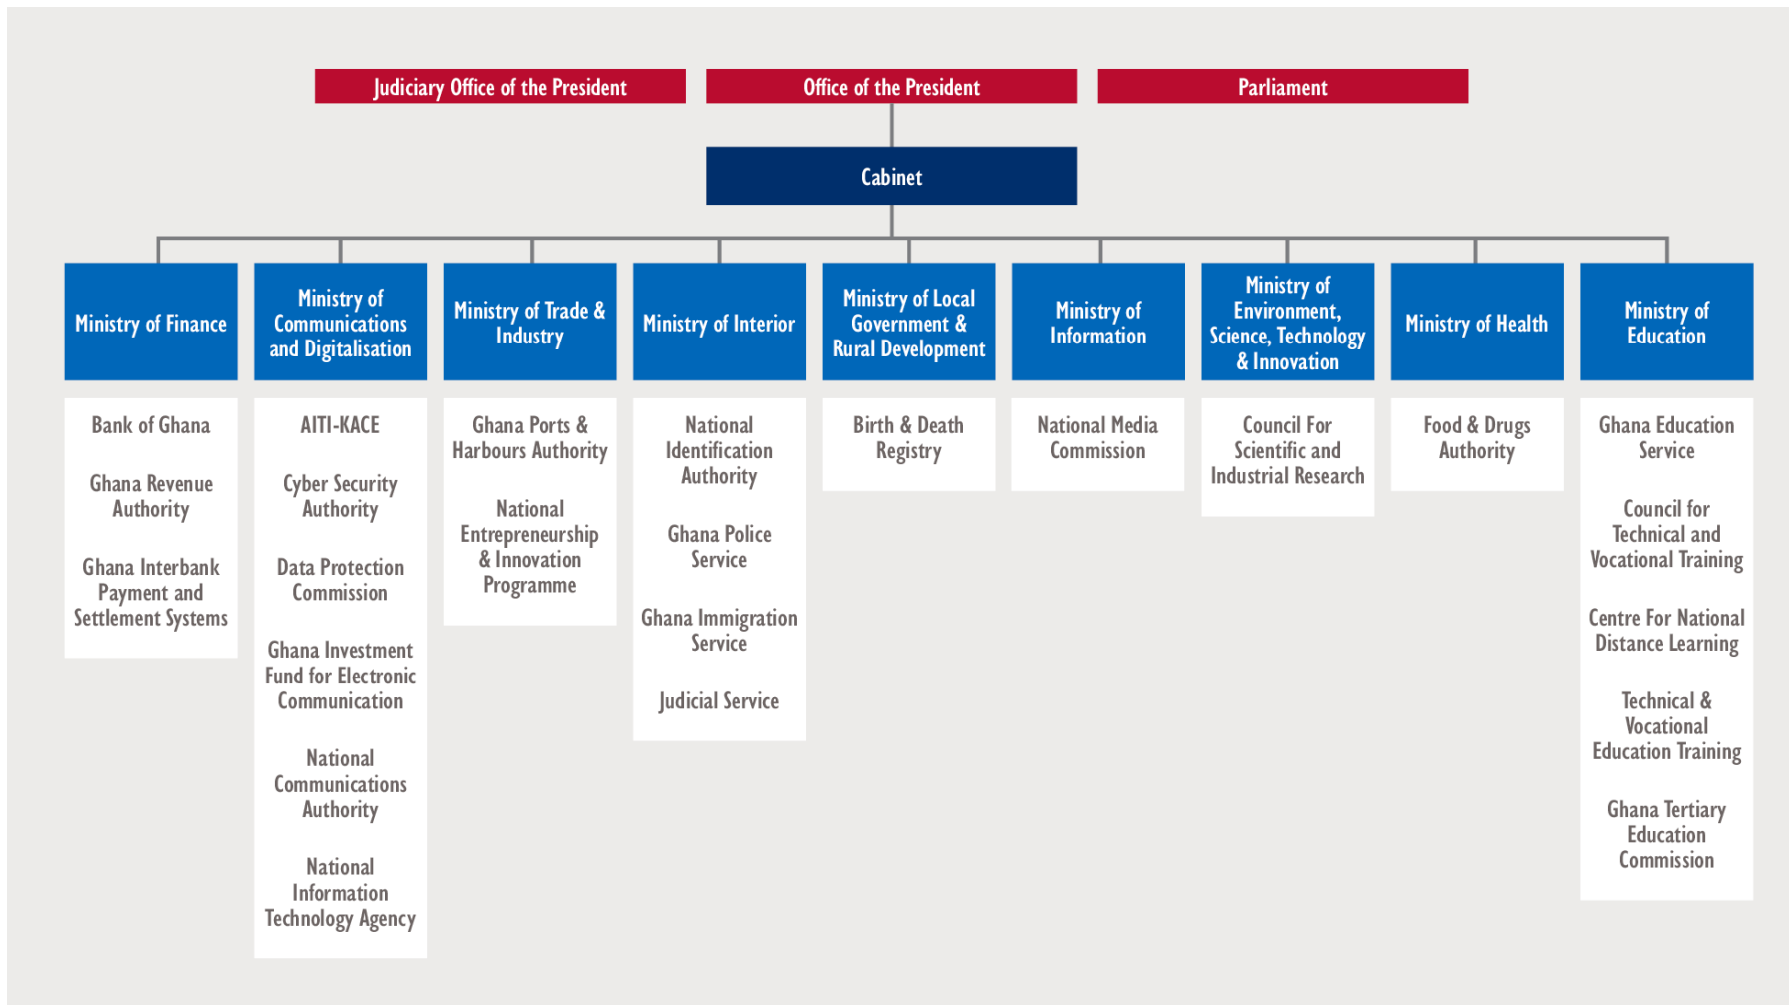 Judiciary Office of the President
Office of the President
Parliament
Cabinet
Ministry of Finance
Ministry of
Communications
and Digitalisation
Ministry of Trade &
Industry
Ministry of Interior
Ministry of Local
Government &
Rural Development
Ministry of
Information
Ministry of
Environment,
Science, Technology
& Innovation
Ministry of Health
Ministry of
Education
Bank of Ghana
Ghana Revenue
Authority
Ghana Interbank
Payment and
Settlement Systems
AITI-KACE
Cyber Security
Authority
Data Protection
Commission
Ghana Investment
Fund for Electronic
Communication
National
Communications
Authority
National
Information
Technology Agency
Ghana Ports &
Harbours Authority
National
Entrepreneurship
& Innovation
Programme
National
Identification
Authority
Ghana Police
Service
Ghana Immigration
Service
Judicial Service
Birth & Death
Registry
National Media
Commission
Council For
Scientific and
Industrial Research
Food & Drugs
Authority
Ghana Education
Service
Council for
Technical and
Vocational Training
Centre For National
Distance Learning
Technical &
Vocational
Education Training
Ghana Tertiary
Education
Commission